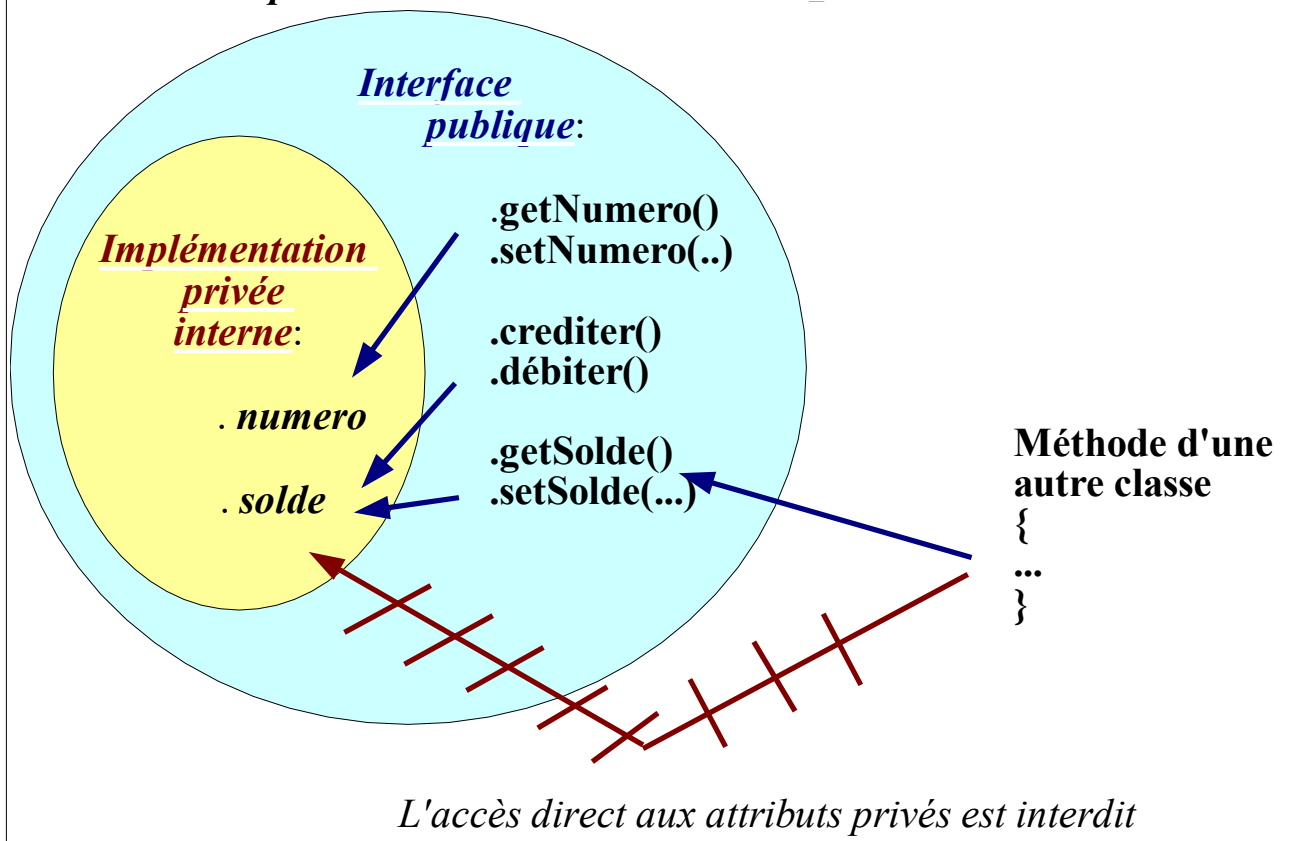 Interface
publique:
.getNumero()
.setNumero(..)
Implémentation
privée
interne:
.crediter()
.débiter()
. numero
.getSolde()
.setSolde(...)
. solde
Méthode d'une
autre classe
{
...
}
L'accès direct aux attributs privés est interdit